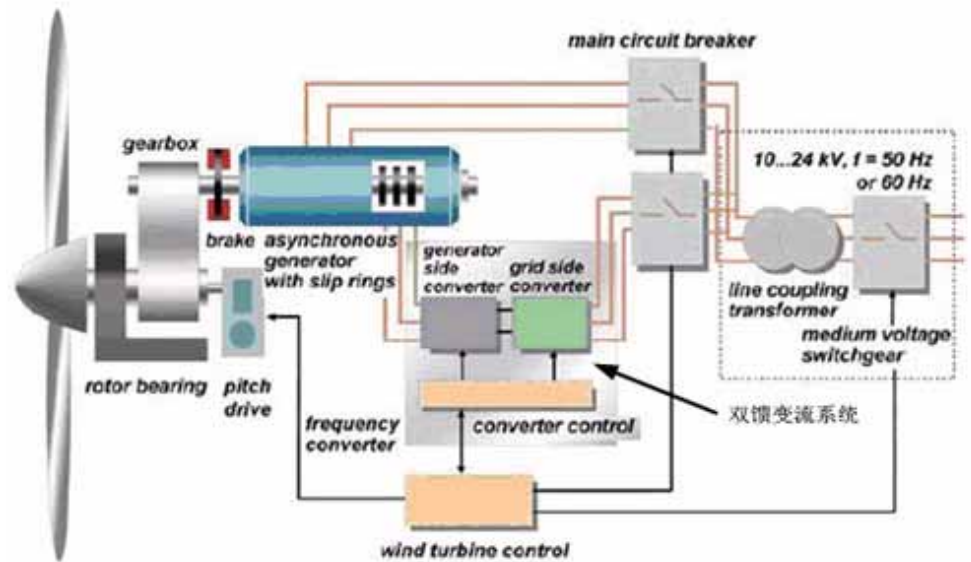 main circuit breaker
gearbox
10...24 kV, f = 50 Hz
or 60 Hz
brake
asynchronous
generator
with slip rings
generator
side
converter
grid side
converter
line coupling
transformer
medium voltage
switchgear
rotor bearing
pitch
drive
frequency
converter
converter control
双馈变流系统
wind turbine control